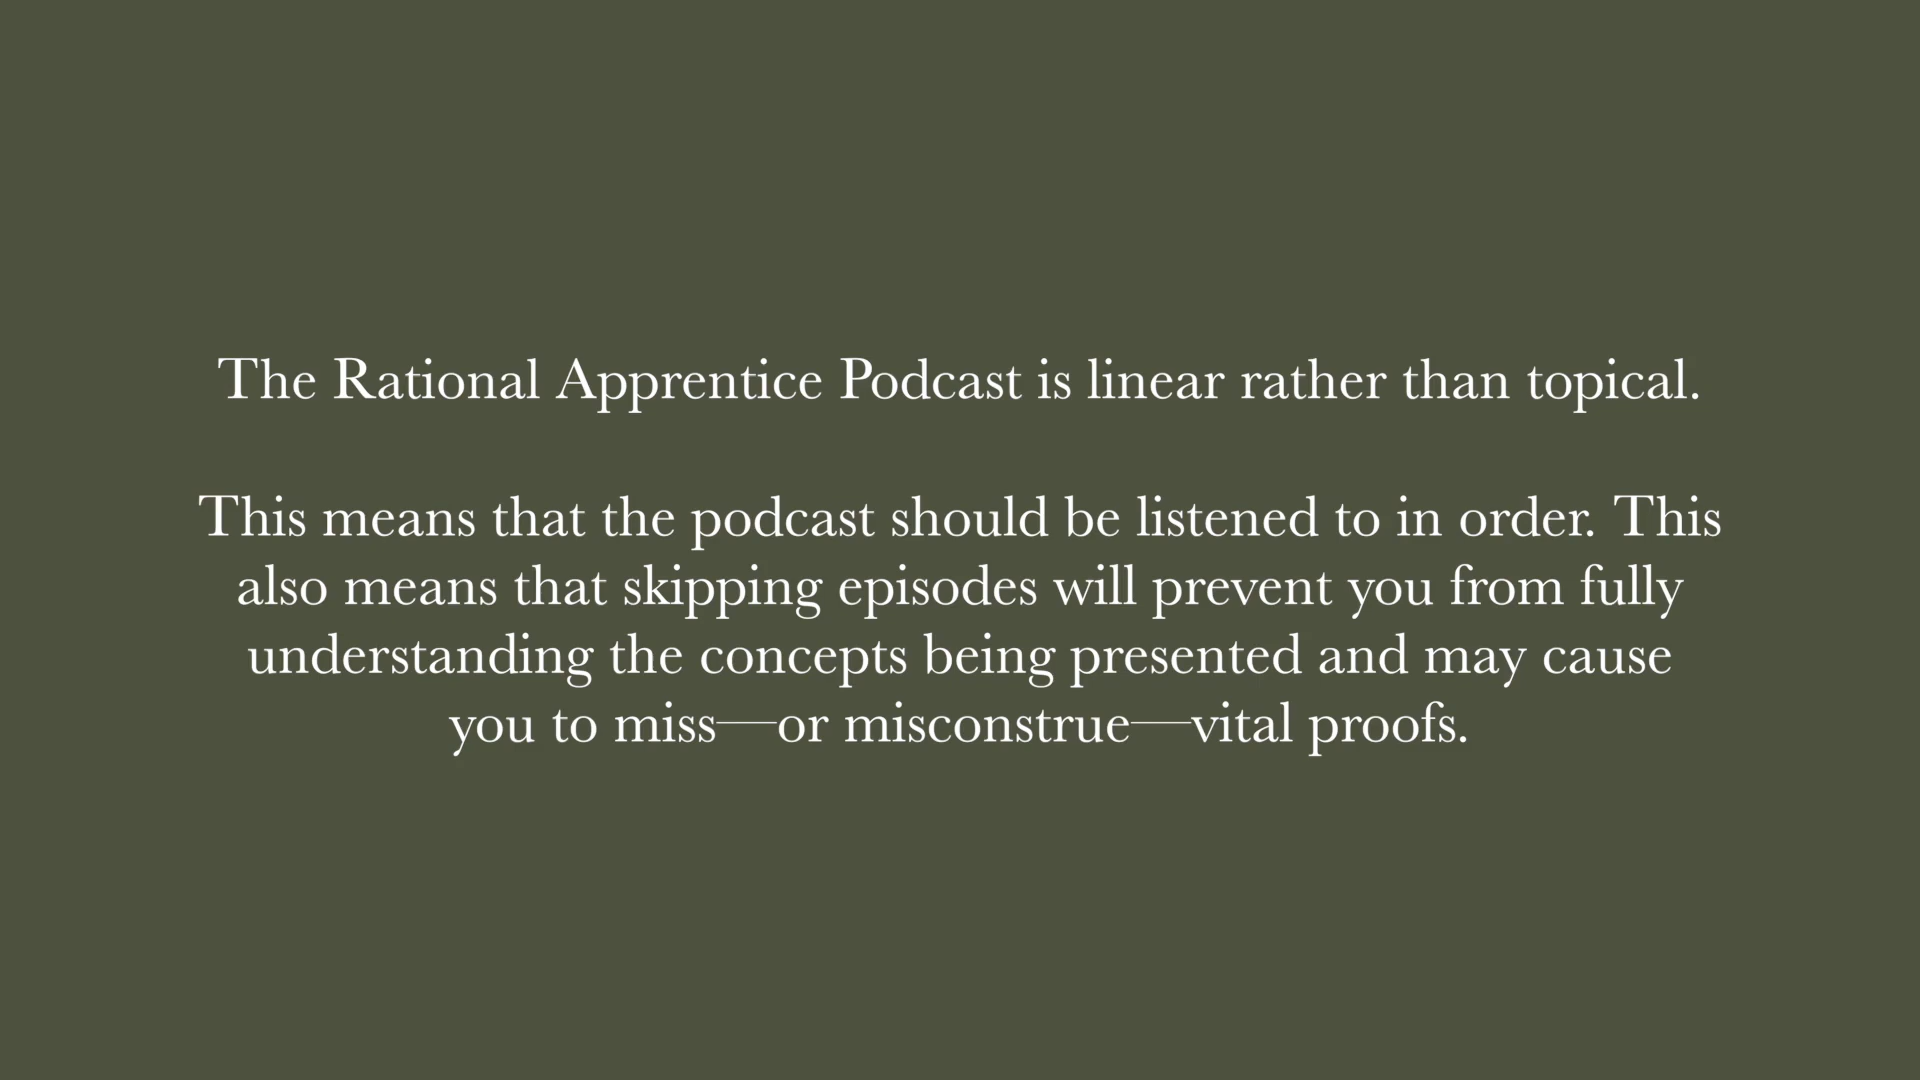 The Rational Apprentice Podcast is linear rather than topical.
This means that the podcast should be listened to in order. This
also means that skipping episodes will prevent you from fully
understanding the concepts being presented and may cause
you to miss—or misconstrue—vital proofs.